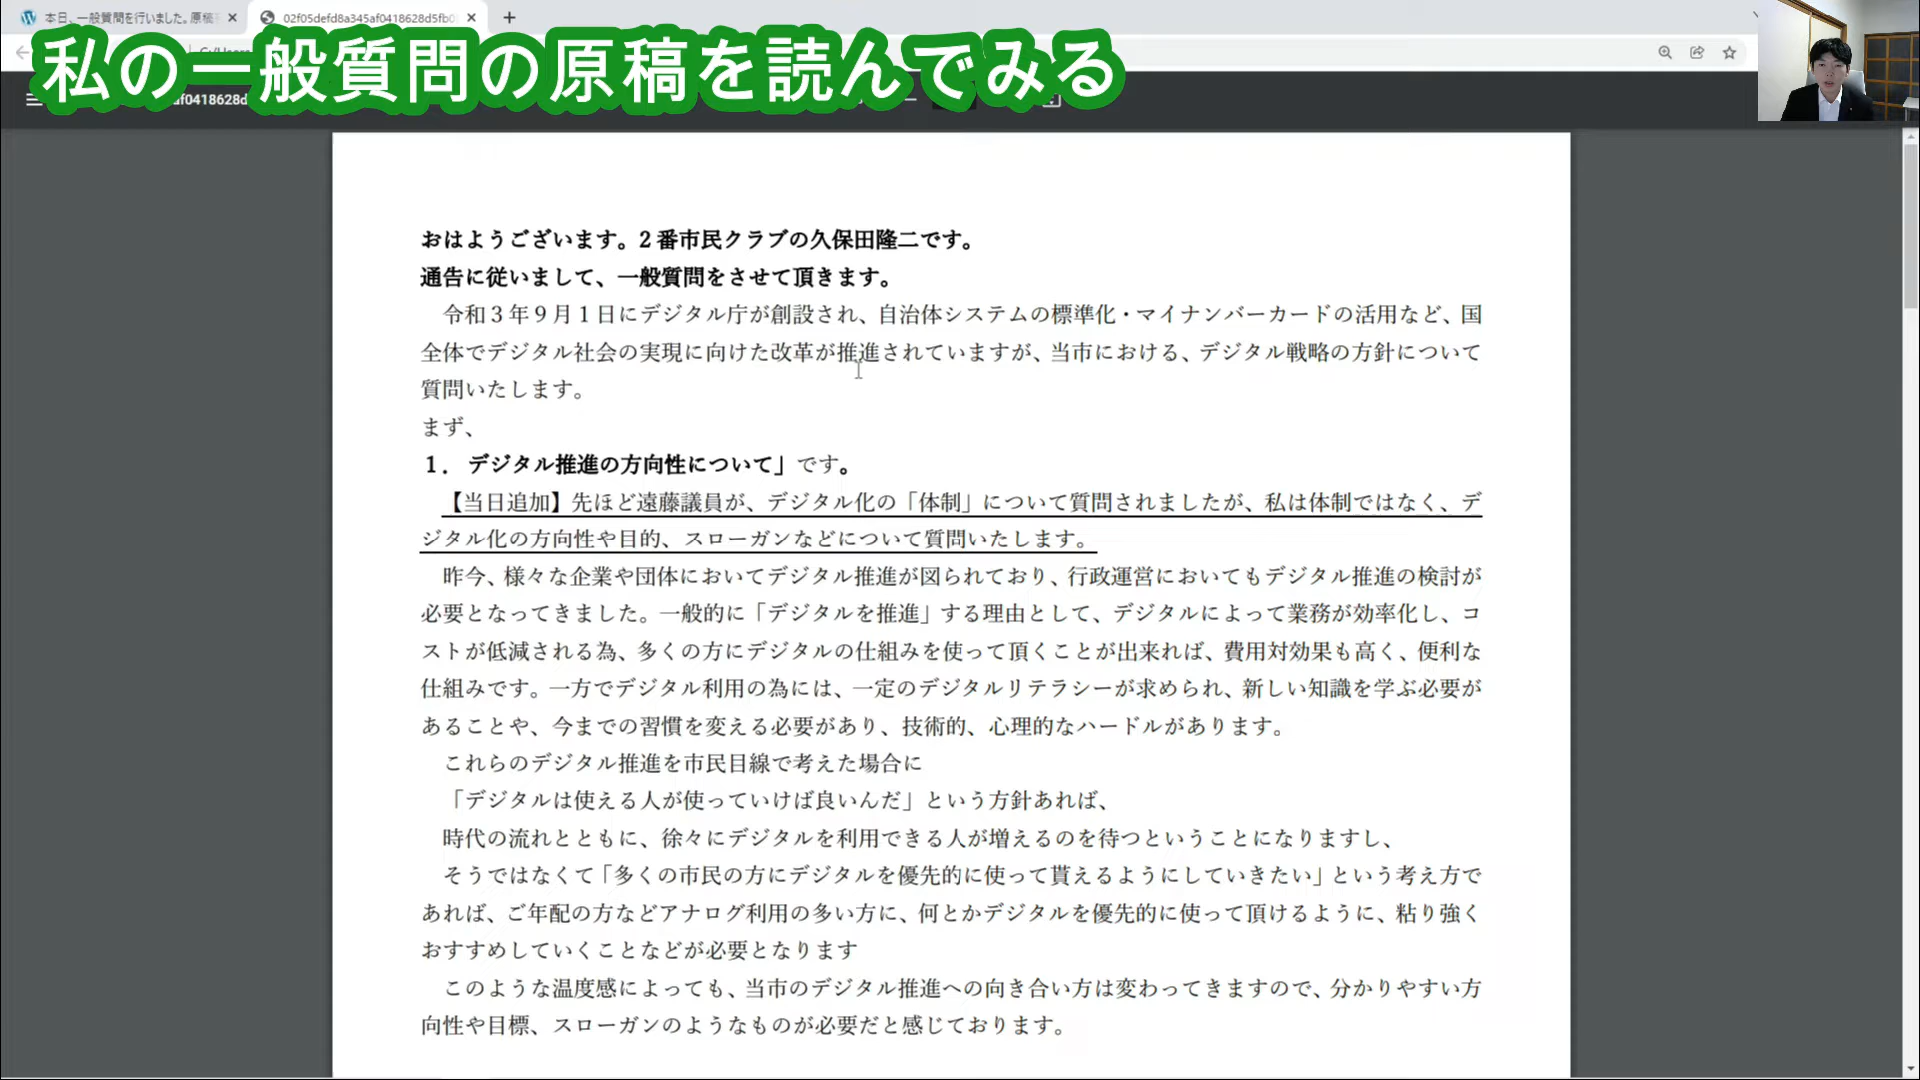 本日、一般質問を行いました。原稿
02f05defd8a345af0418628d5fb0
私の一般質問の原稿を読んでみる
af0418628d
おはようございます。2番市民クラブの久保田隆二です。
通告に従いまして、一般質問をさせて頂きます。
令和３年９月１日にデジタル庁が創設され、自治体システムの標準化・マイナンバーカードの活用など、国
全体でデジタル社会の実現に向けた改革が推進されていますが、当市における、デジタル戦略の方針について
質問いたします。
まず、
１． デジタル推進の方向性について」です。
【当日追加】先ほど遠藤議員が、デジタル化の「体制」について質問されましたが、私は体制ではなく、デ
ジタル化の方向性や目的、スローガンなどについて質問いたします。
昨今、様々な企業や団体においてデジタル推進が図られており、行政運営においてもデジタル推進の検討が
必要となってきました。一般的に「デジタルを推進」する理由として、デジタルによって業務が効率化し、コ
ストが低減される為、多くの方にデジタルの仕組みを使って頂くことが出来れば、費用対効果も高く、便利な
仕組みです。一方でデジタル利用の為には、一定のデジタルリテラシーが求められ、新しい知識を学ぶ必要が
あることや、今までの習慣を変える必要があり、技術的、心理的なハードルがあります。
これらのデジタル推進を市民目線で考えた場合に
「デジタルは使える人が使っていけば良いんだ」という方針あれば、
時代の流れとともに、徐々にデジタルを利用できる人が増えるのを待つということになりますし、
そうではなくて「多くの市民の方にデジタルを優先的に使って貰えるようにしていきたい」という考え方で
あれば、ご年配の方などアナログ利用の多い方に、何とかデジタルを優先的に使って頂けるように、粘り強く
おすすめしていくことなどが必要となります
このような温度感によっても、当市のデジタル推進への向き合い方は変わってきますので、分かりやすい方
向性や目標、スローガンのようなものが必要だと感じております。